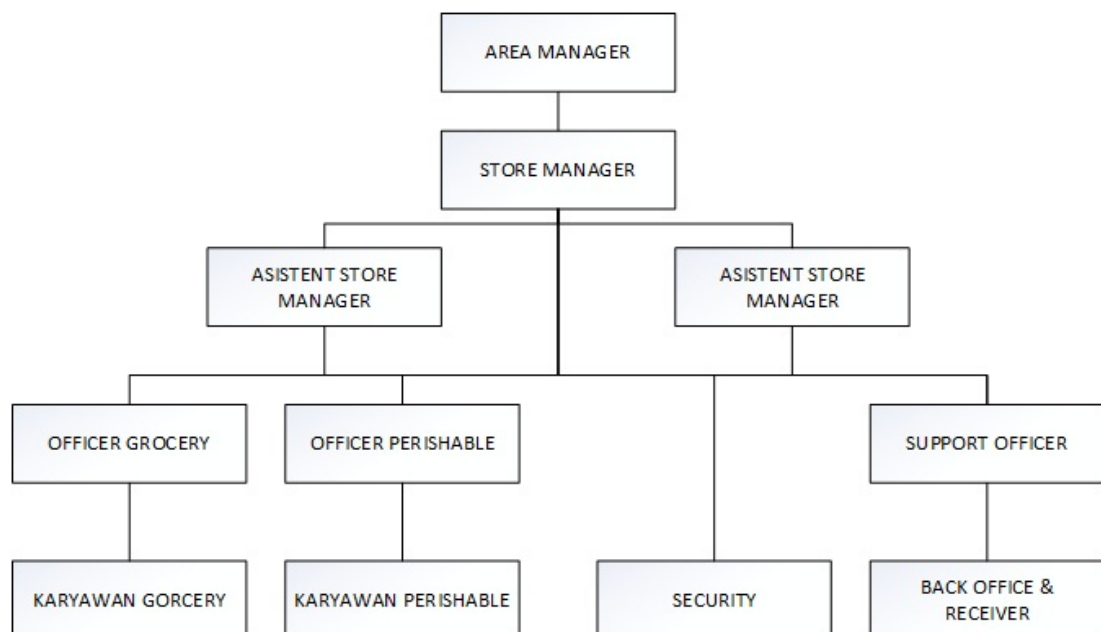 AREA MANAGER
STORE MANAGER
ASISTENT STORE
MANAGER
ASISTENT STORE
MANAGER
OFFICER GROCERY
OFFICER PERISHABLE
SUPPORT OFFICER
KARYAWAN GORCERY
KARYAWAN PERISHABLE
SECURITY
BACK OFFICE &
RECEIVER